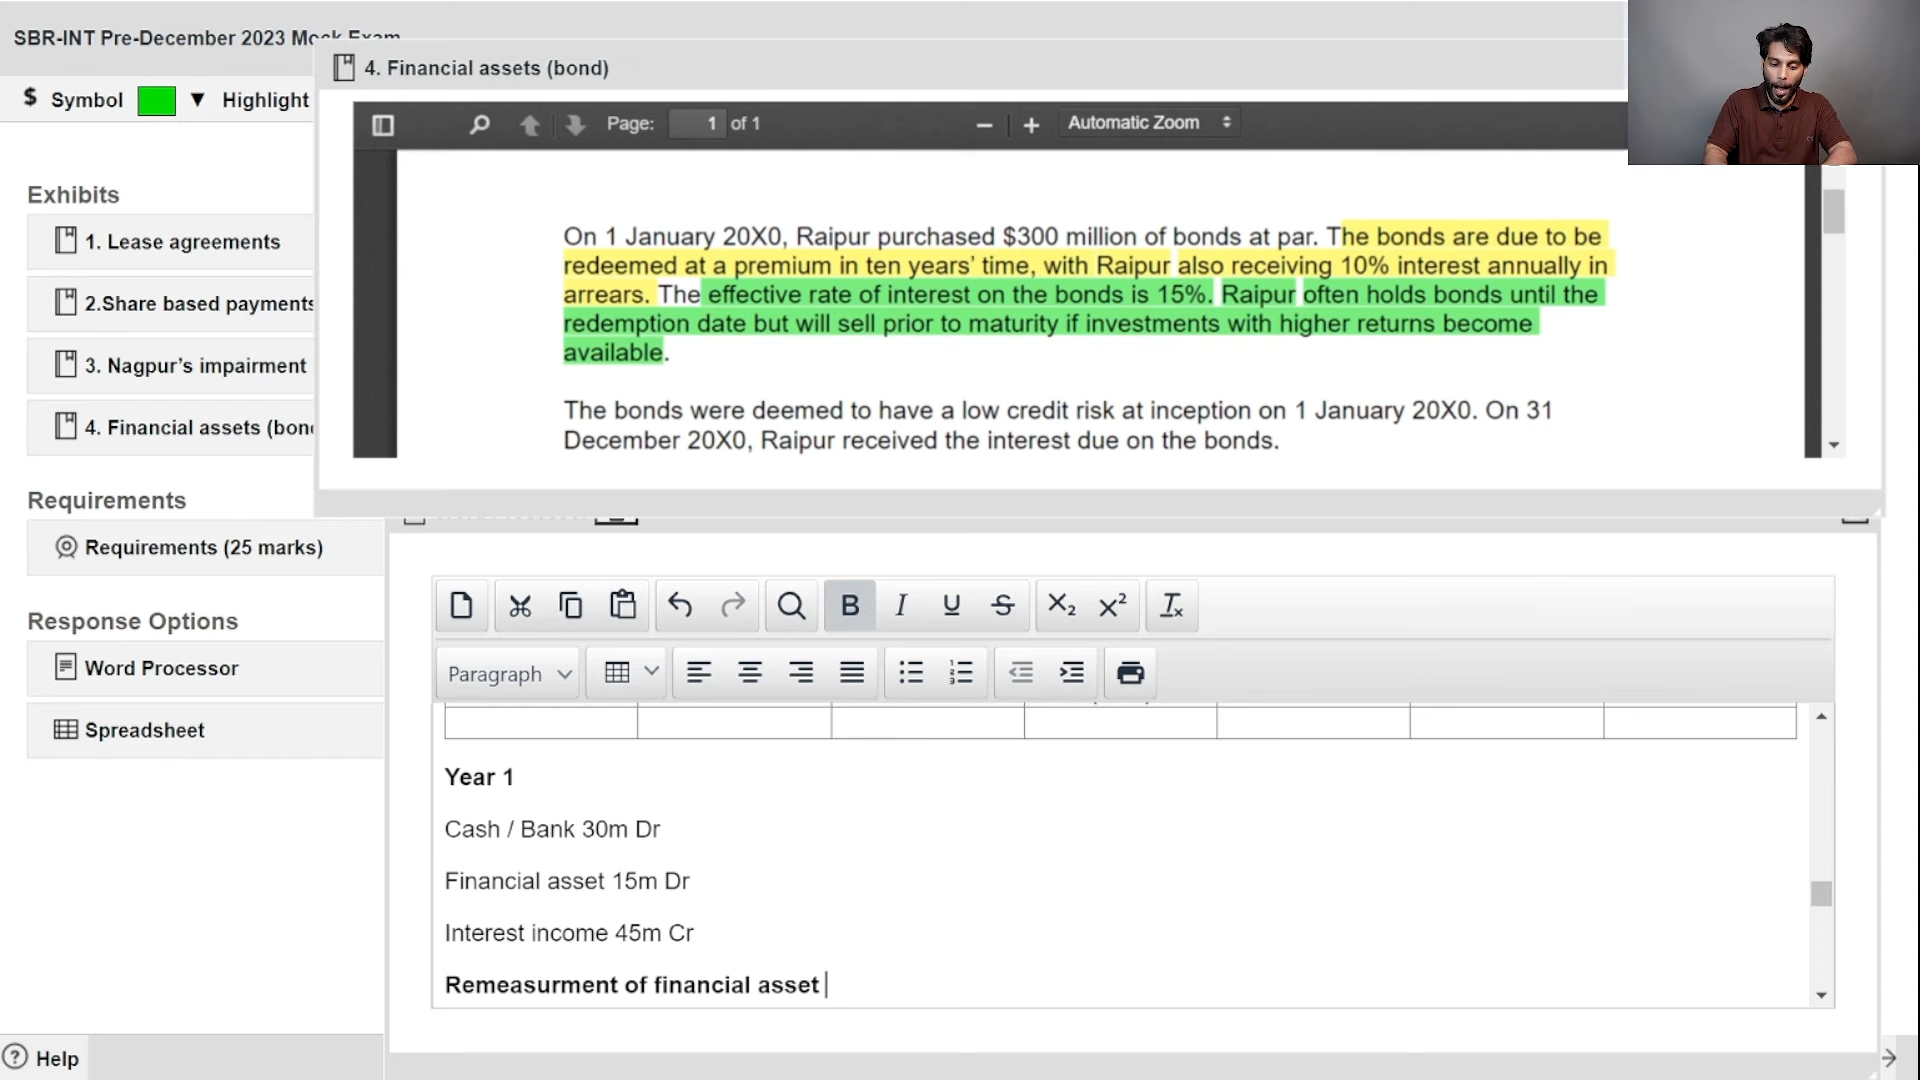 SBR-INT Pre-December 2023 Mock Exam
4. Financial assets (bond)
$ Symbol ▼ Highlight
Page: 1 of 1
Automatic Zoom
Exhibits
1. Lease agreements
2.Share based payments
3. Nagpur’s impairment
4. Financial assets (bon
On 1 January 20X0, Raipur purchased $300 million of bonds at par. The bonds are due to be
redeemed at a premium in ten years’ time, with Raipur also receiving 10% interest annually in
arrears. The effective rate of interest on the bonds is 15%. Raipur often holds bonds until the
redemption date but will sell prior to maturity if investments with higher returns become
available.
The bonds were deemed to have a low credit risk at inception on 1 January 20X0. On 31
December 20X0, Raipur received the interest due on the bonds.
Requirements
Requirements (25 marks)
Response Options
Word Processor
Spreadsheet
B I U S X₂ X²
Paragraph
Year 1
Cash / Bank 30m Dr
Financial asset 15m Dr
Interest income 45m Cr
Remeasurment of financial asset
Help